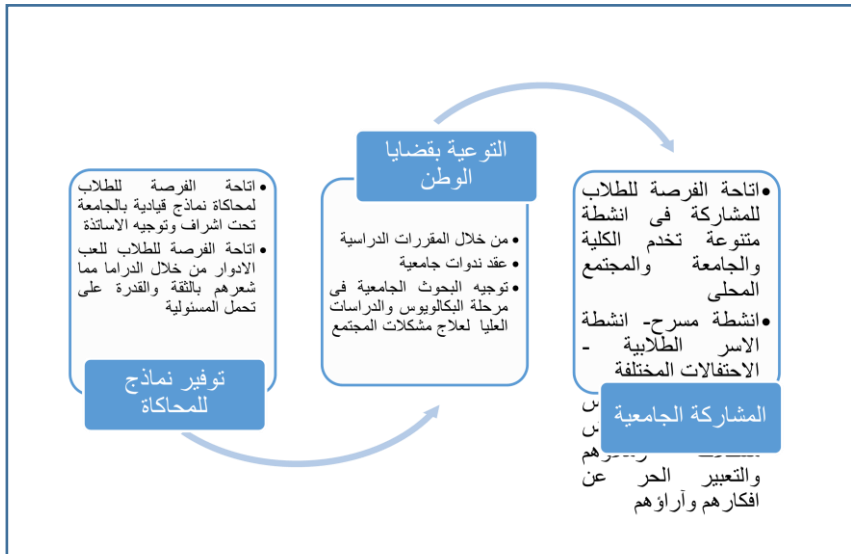 اتاحة الفرصة للطلاب
لمحاكاة نماذج قيادية بالجامعة
تحت اشراف وتوجيه الاساتذة
اتاحة الفرصة للطلاب للعب
الادوار من خلال الدراما مما
شعرهم بالثقة والقدرة على
تحمل المسئولية
توفير نماذج
للمحاكاة
التوعية بقضايا
الوطن
من خلال المقررات الدراسية
عقد ندوات جامعية
توجيه البحوث الجامعية فى
مرحلة البكالويوس والدراسات
العليا لعلاج مشكلات المجتمع
اتاحة الفرصة للطلاب
للمشاركة فى انشطة
متنوعة تخدم الكلية
والجامعة والمجتمع
المحلى
انشطة مسرح- انشطة
الاسر الطلابية -
الاحتفالات المختلفة
المشاركة الجامعية
والتعبير الحر عن
افكارهم وآراؤهم